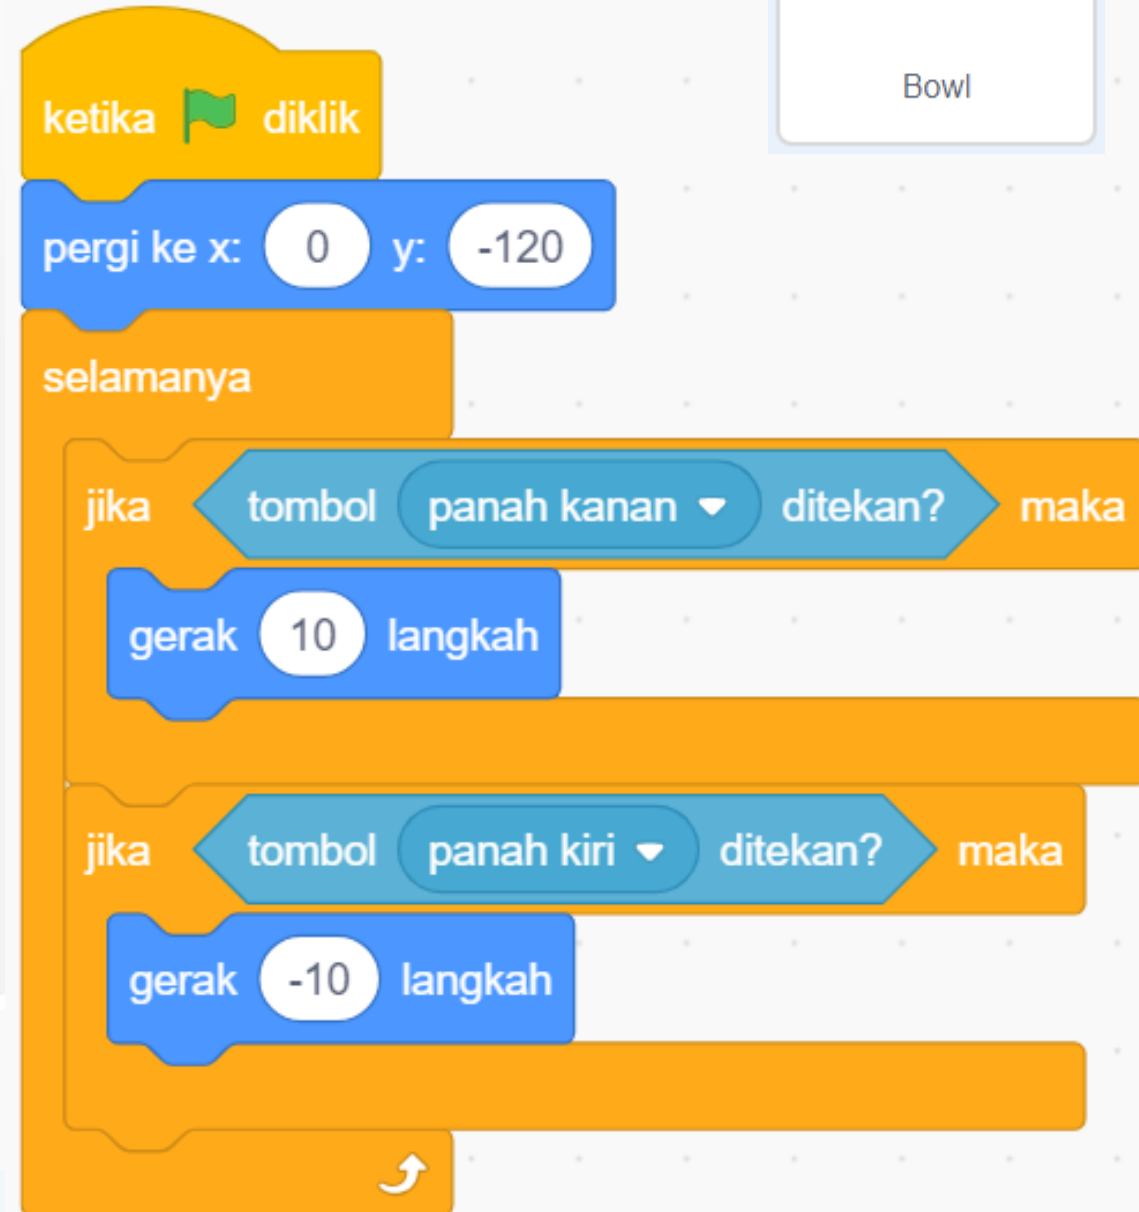 Bowl
ketika diklik
pergi ke x: 0 y: -120
selamanya
jika tombol panah kanan ditekan? maka
gerak 10 langkah
jika tombol panah kiri ditekan? maka
gerak -10 langkah